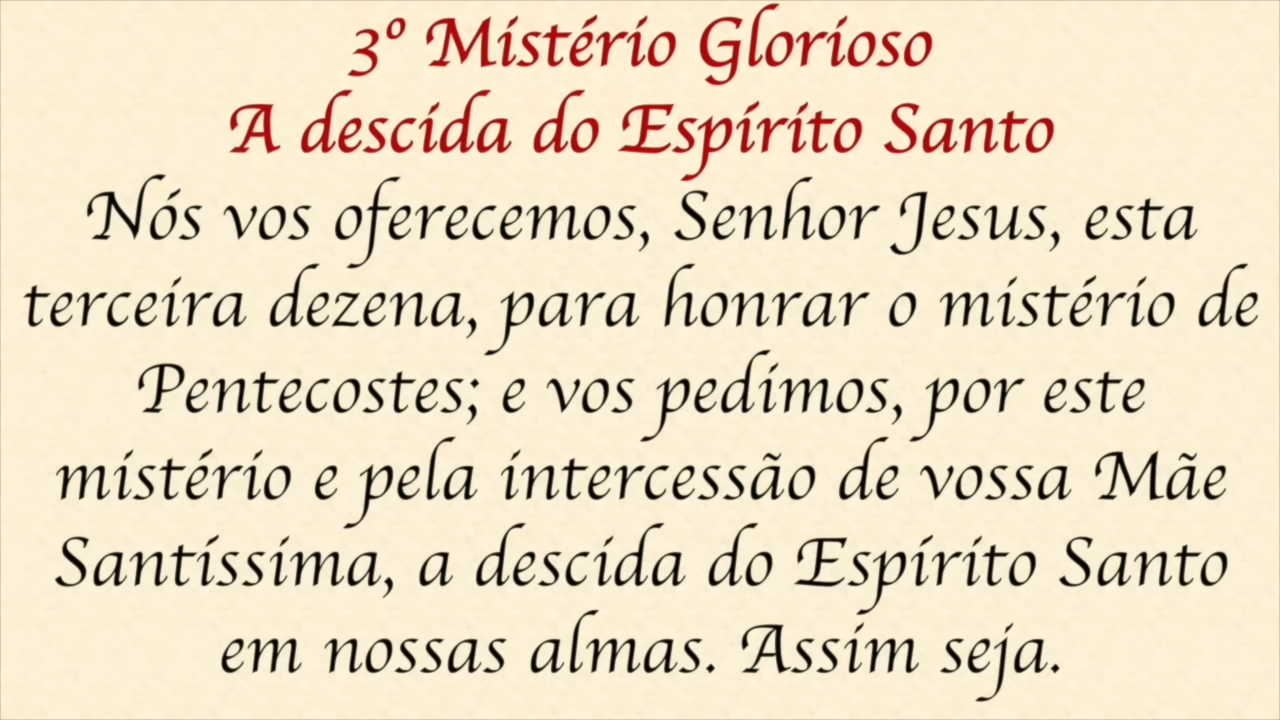 3º Mistério Glorioso
A descida do Espírito Santo
Nós vos oferecemos, Senhor Jesus, esta
terceira dezena, para honrar o mistério de
Pentecostes; e vos pedimos, por este
mistério e pela intercessão de vossa Mãe
Santíssima, a descida do Espírito Santo
em nossas almas. Assim seja.